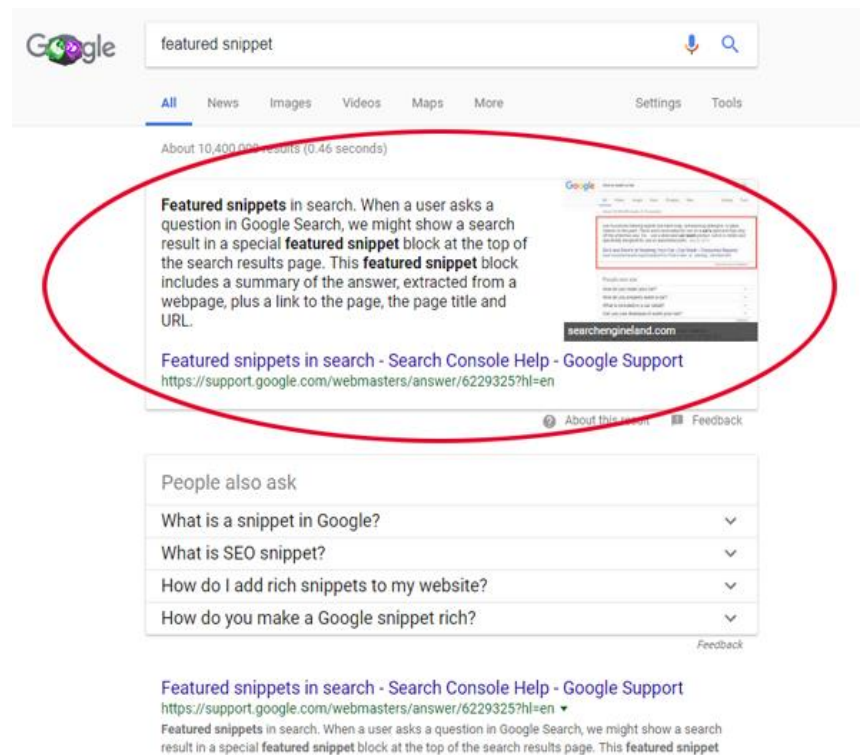 Google
featured snippet
All News Images Videos Maps More Settings Tools
About 10,400,000 results (0.46 seconds)
Featured snippets in search. When a user asks a
question in Google Search, we might show a search
result in a special featured snippet block at the top of
the search results page. This featured snippet block
includes a summary of the answer, extracted from a
webpage, plus a link to the page, the page title and
URL.
Google
searchengineland.com
Featured snippets in search - Search Console Help - Google Support
https://support.google.com/webmasters/answer/6229325?hl=en
About this result Feedback
People also ask
What is a snippet in Google?
What is SEO snippet?
How do I add rich snippets to my website?
How do you make a Google snippet rich?
Feedback
Featured snippets in search - Search Console Help - Google Support
https://support.google.com/webmasters/answer/6229325?hl=en
Featured snippets in search. When a user asks a question in Google Search, we might show a search
result in a special featured snippet block at the top of the search results page. This featured snippet